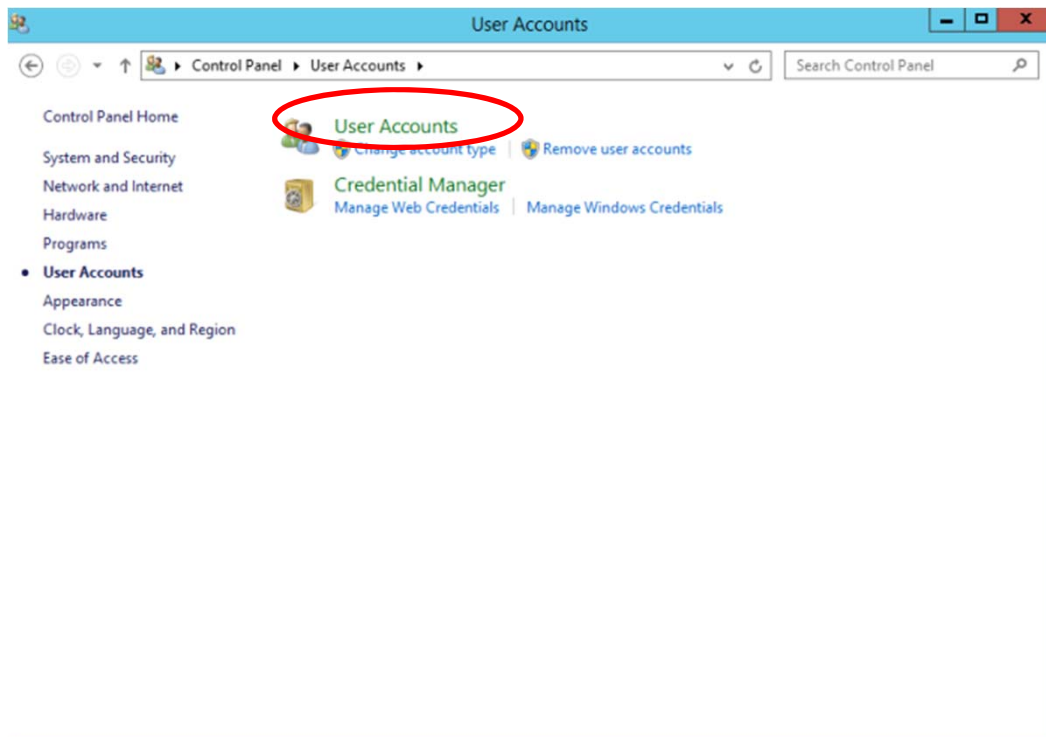 User Accounts
Control Panel User Accounts
Search Control Panel
Control Panel Home
System and Security
Network and Internet
Hardware
Programs
User Accounts
Appearance
Clock, Language, and Region
Ease of Access
User Accounts
Change account type Remove user accounts
Credential Manager
Manage Web Credentials Manage Windows Credentials